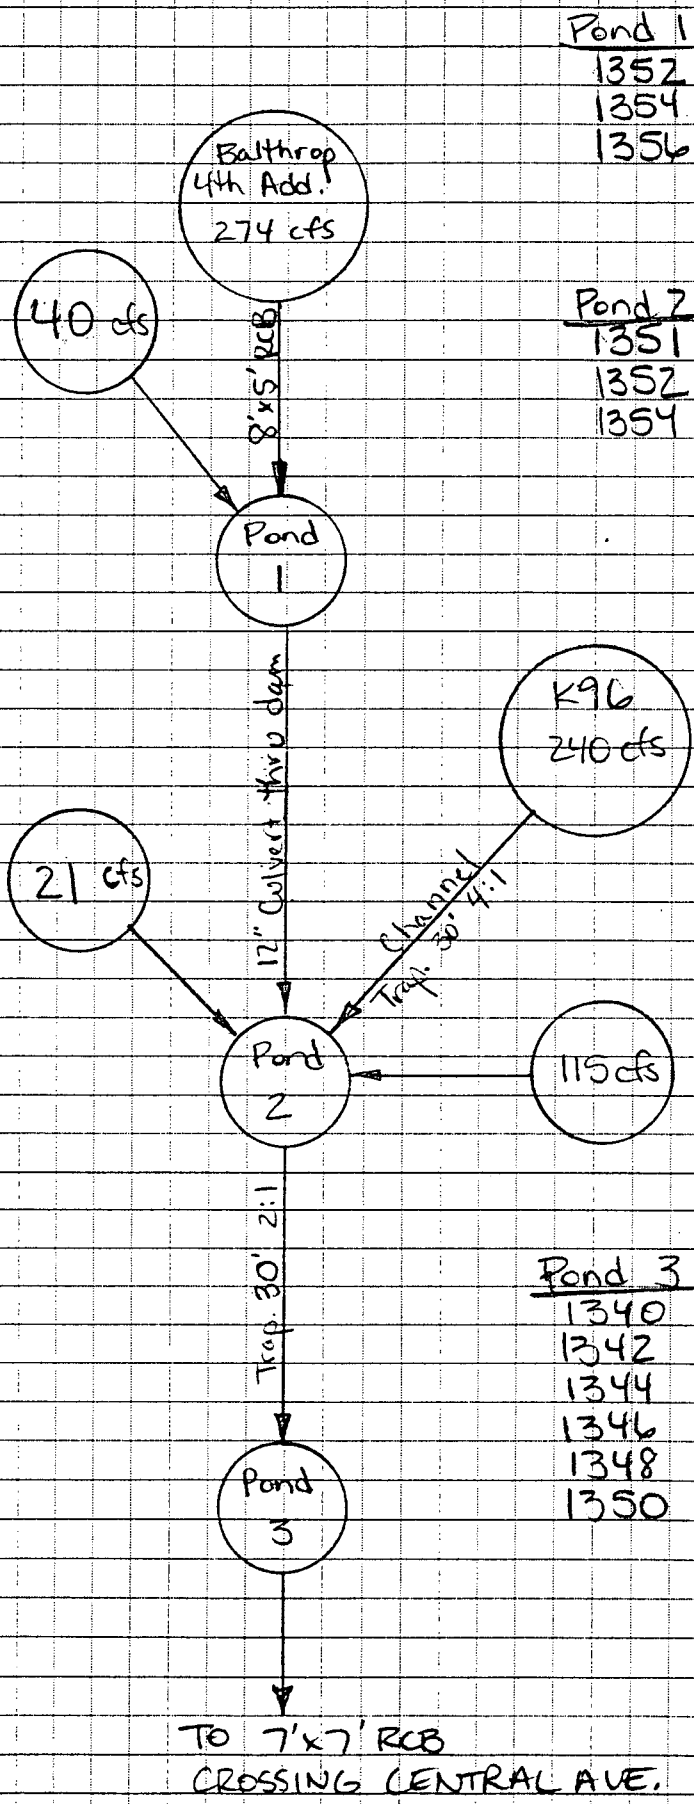 Pond 1
1352
1354
1356
Balthrop
4th Add.
274 cfs
40 cfs
8'x5' RCB
Pond 2
1351
1352
1354
Pond
1
12" Culvert thru dam
K96
240 cfs
21 cfs
Channel
Trap. 30' 4:1
Pond
2
115 cfs
Trap. 30' 2:1
Pond 3
1340
1342
1344
1346
1348
1350
Pond
3
TO 7'x7' RCB
CROSSING CENTRAL AVE.